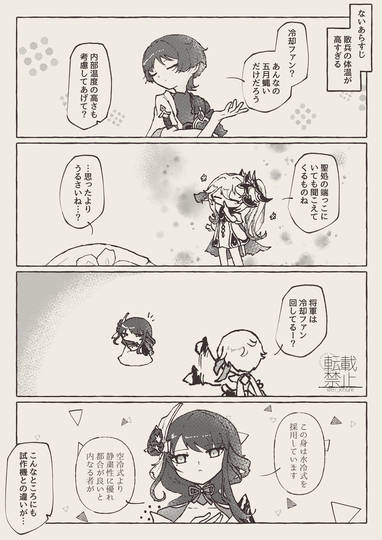 ないあらすじ
散兵の体温が
高すぎる
冷却ファン？
あんなの
五月蠅い
だけだろう
内部温度の高さも
考慮してあげて？
聖処の端っこに
いても聞こえて
くるものね
…思ったより
うるさいね…？
将軍は
冷却ファン
回してるー？
転載
禁止
この身は水冷式を
採用しています
空冷式より
静粛性に優れ
都合が良いと
内なる者が
こんなところにも
試作機との違いが…